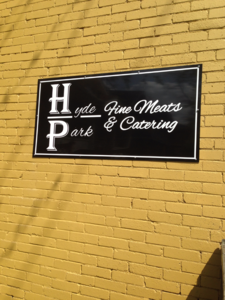 Hyde Fine Meats
Park & Catering